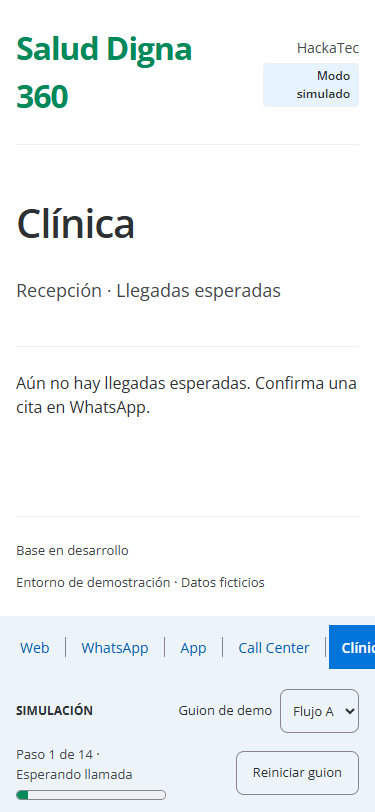 Salud Digna
360
HackaTec
Modo
simulado
Clínica
Recepción · Llegadas esperadas
Aún no hay llegadas esperadas. Confirma una
cita en WhatsApp.
Base en desarrollo
Entorno de demostración · Datos ficticios
Web WhatsApp App Call Center
SIMULACIÓN
Guion de demo
Flujo A
Paso 1 de 14 ·
Esperando llamada
Reiniciar guion